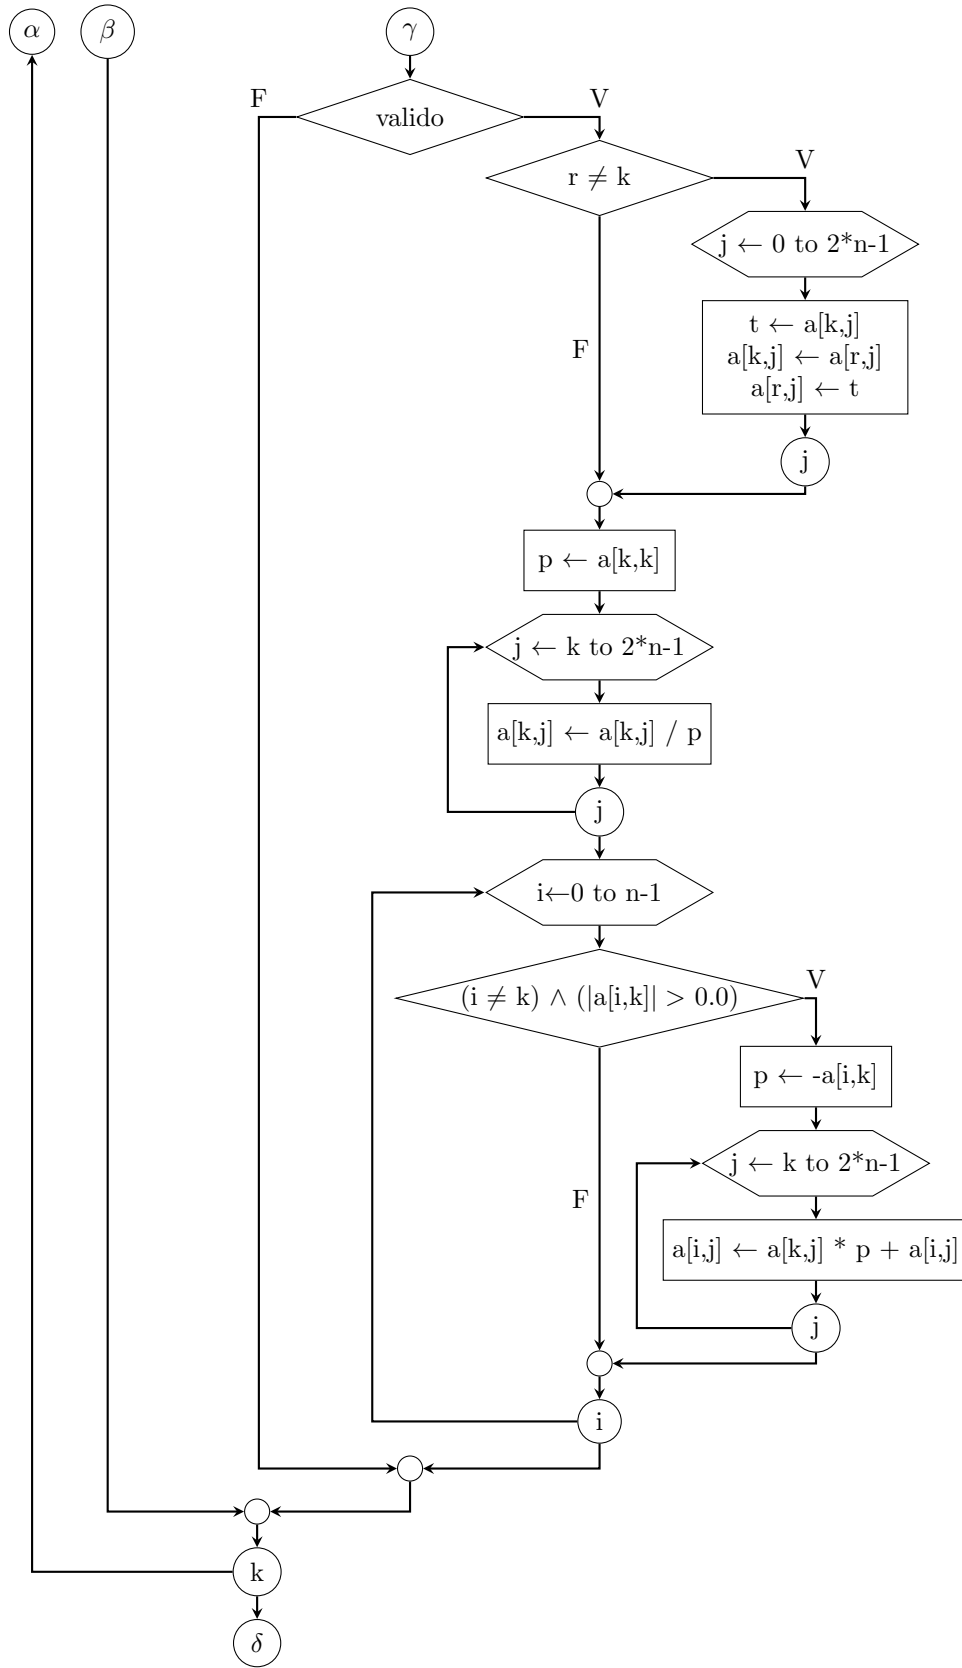 α
β
γ
valido
F
V
r ≠ k
V
F
j ← 0 to 2*n-1
t ← a[k,j]
a[k,j] ← a[r,j]
a[r,j] ← t
j
p ← a[k,k]
j ← k to 2*n-1
a[k,j] ← a[k,j] / p
j
i←0 to n-1
(i ≠ k) ∧ (|a[i,k]| > 0.0)
V
F
p ← -a[i,k]
j ← k to 2*n-1
a[i,j] ← a[k,j] * p + a[i,j]
j
i
k
δ